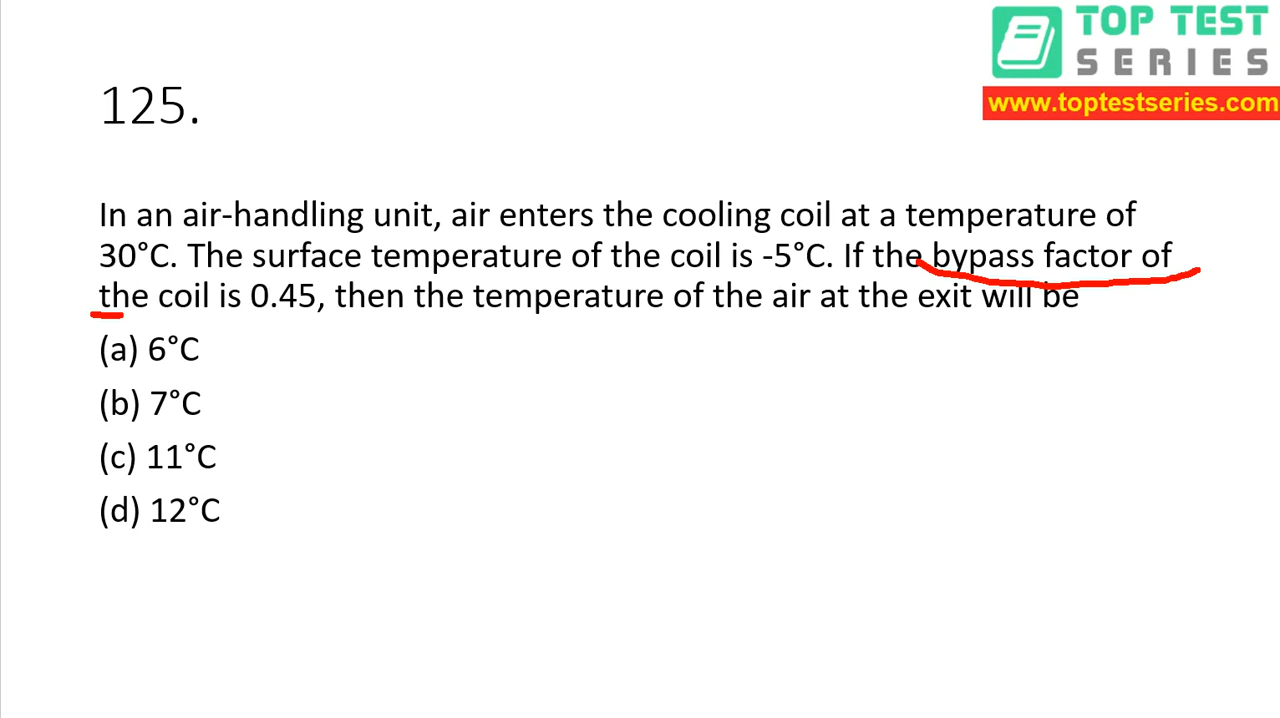 TOP TEST
SERIES
www.toptestseries.com
125.
In an air-handling unit, air enters the cooling coil at a temperature of
30°C. The surface temperature of the coil is -5°C. If the bypass factor of
the coil is 0.45, then the temperature of the air at the exit will be
(a) 6°C
(b) 7°C
(c) 11°C
(d) 12°C